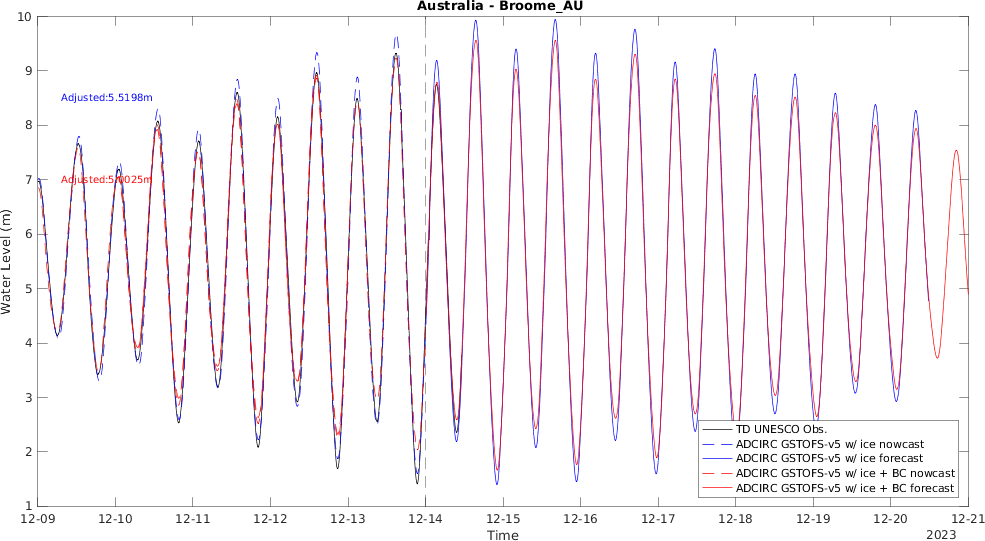 Australia - Broome_AU
10
9
8
7
6
5
4
3
2
1
Water Level (m)
Adjusted:5.5198m
Adjusted:5.0025m
TD UNESCO Obs.
ADCIRC GSTOFS-v5 w/ ice nowcast
ADCIRC GSTOFS-v5 w/ ice forecast
ADCIRC GSTOFS-v5 w/ ice + BC nowcast
ADCIRC GSTOFS-v5 w/ ice + BC forecast
12-09 12-10 12-11 12-12 12-13 12-14 12-15 12-16 12-17 12-18 12-19 12-20 12-21
Time
2023